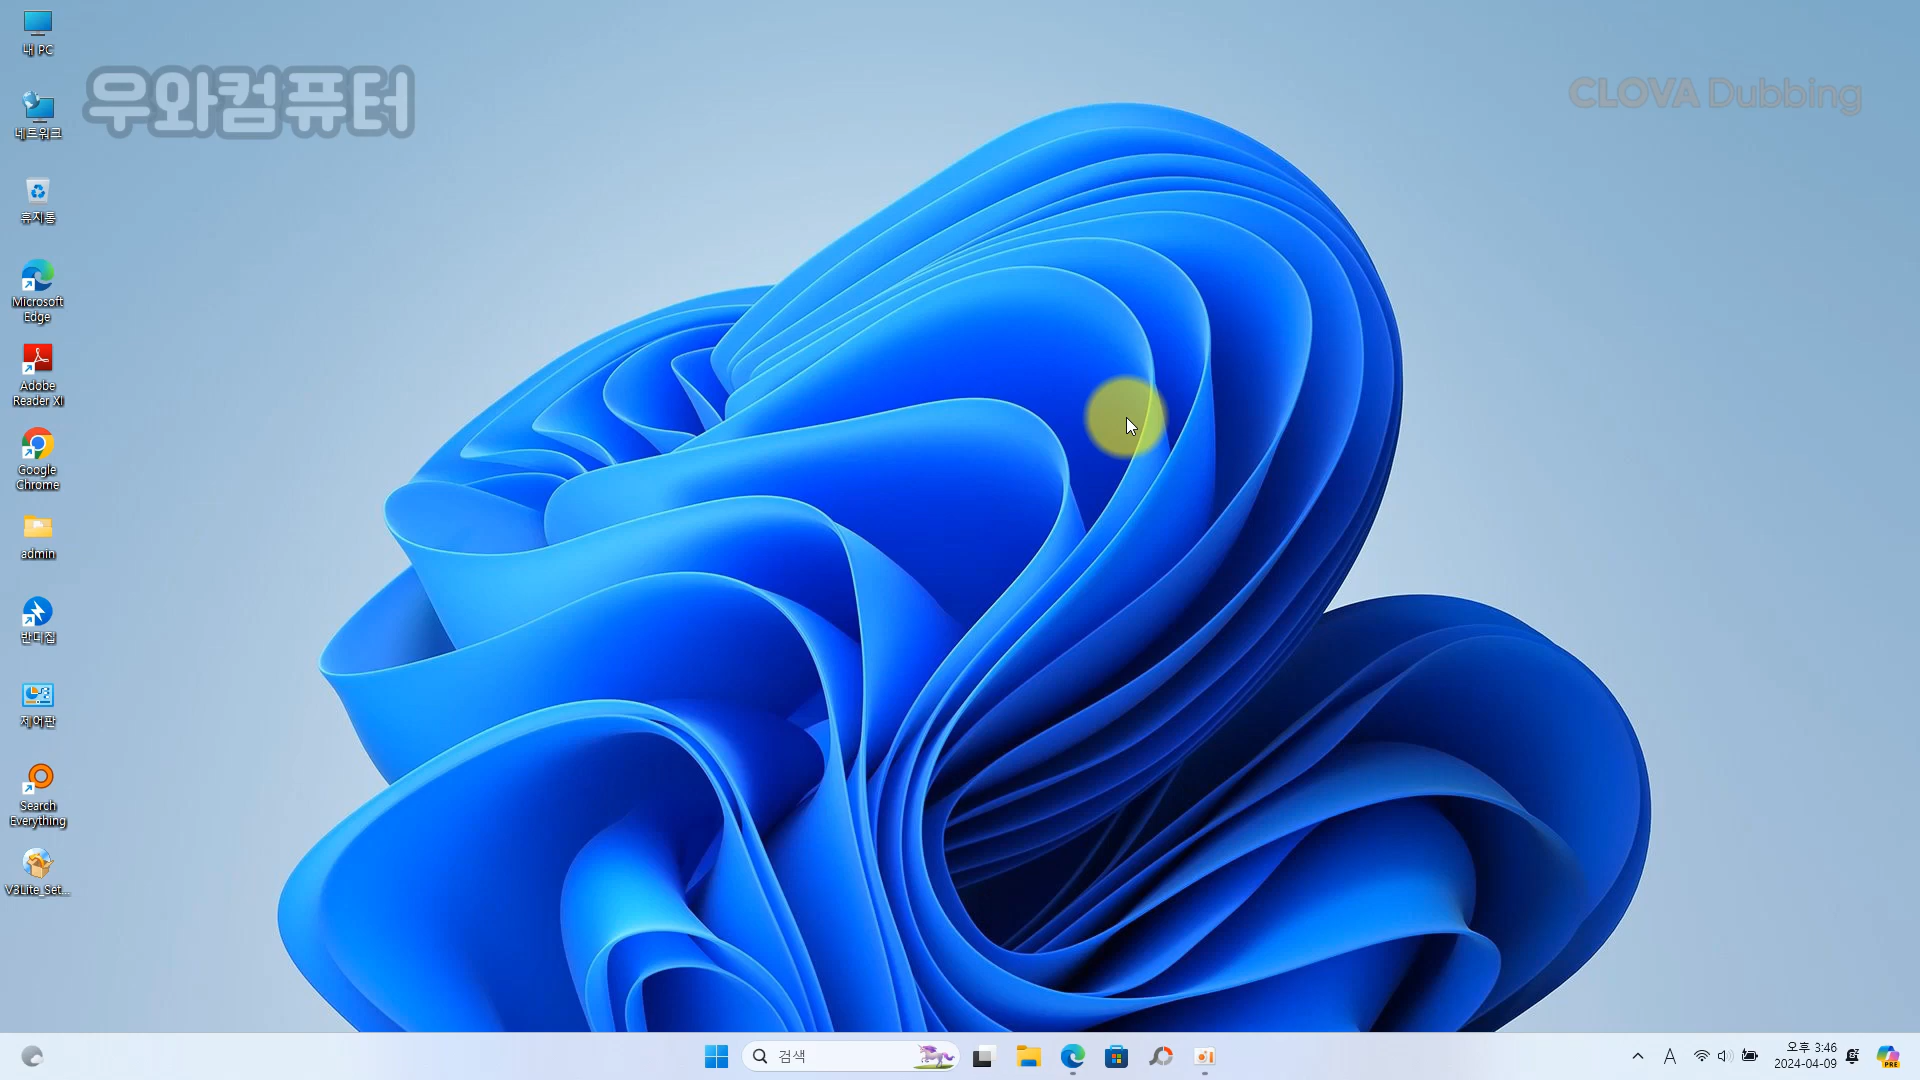 내 PC
우와컴퓨터
CLOVA Dubbing
네트워크
휴지통
Microsoft
Edge
Adobe
Reader XI
Google
Chrome
admin
반디집
제어판
Search
Everything
V3Lite_Set...
검색
A
오후 3:46
2024-04-09
PRE